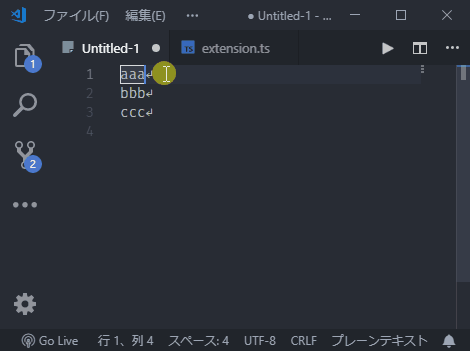 ファイル(F) 編集(E) ● Untitled-1 - ...
Untitled-1 ● TS extension.ts ...
1 aaa↲
2 bbb↲
3 ccc↲
4
1
2
Go Live 行 1、列 4 スペース: 4 UTF-8 CRLF プレーンテキスト